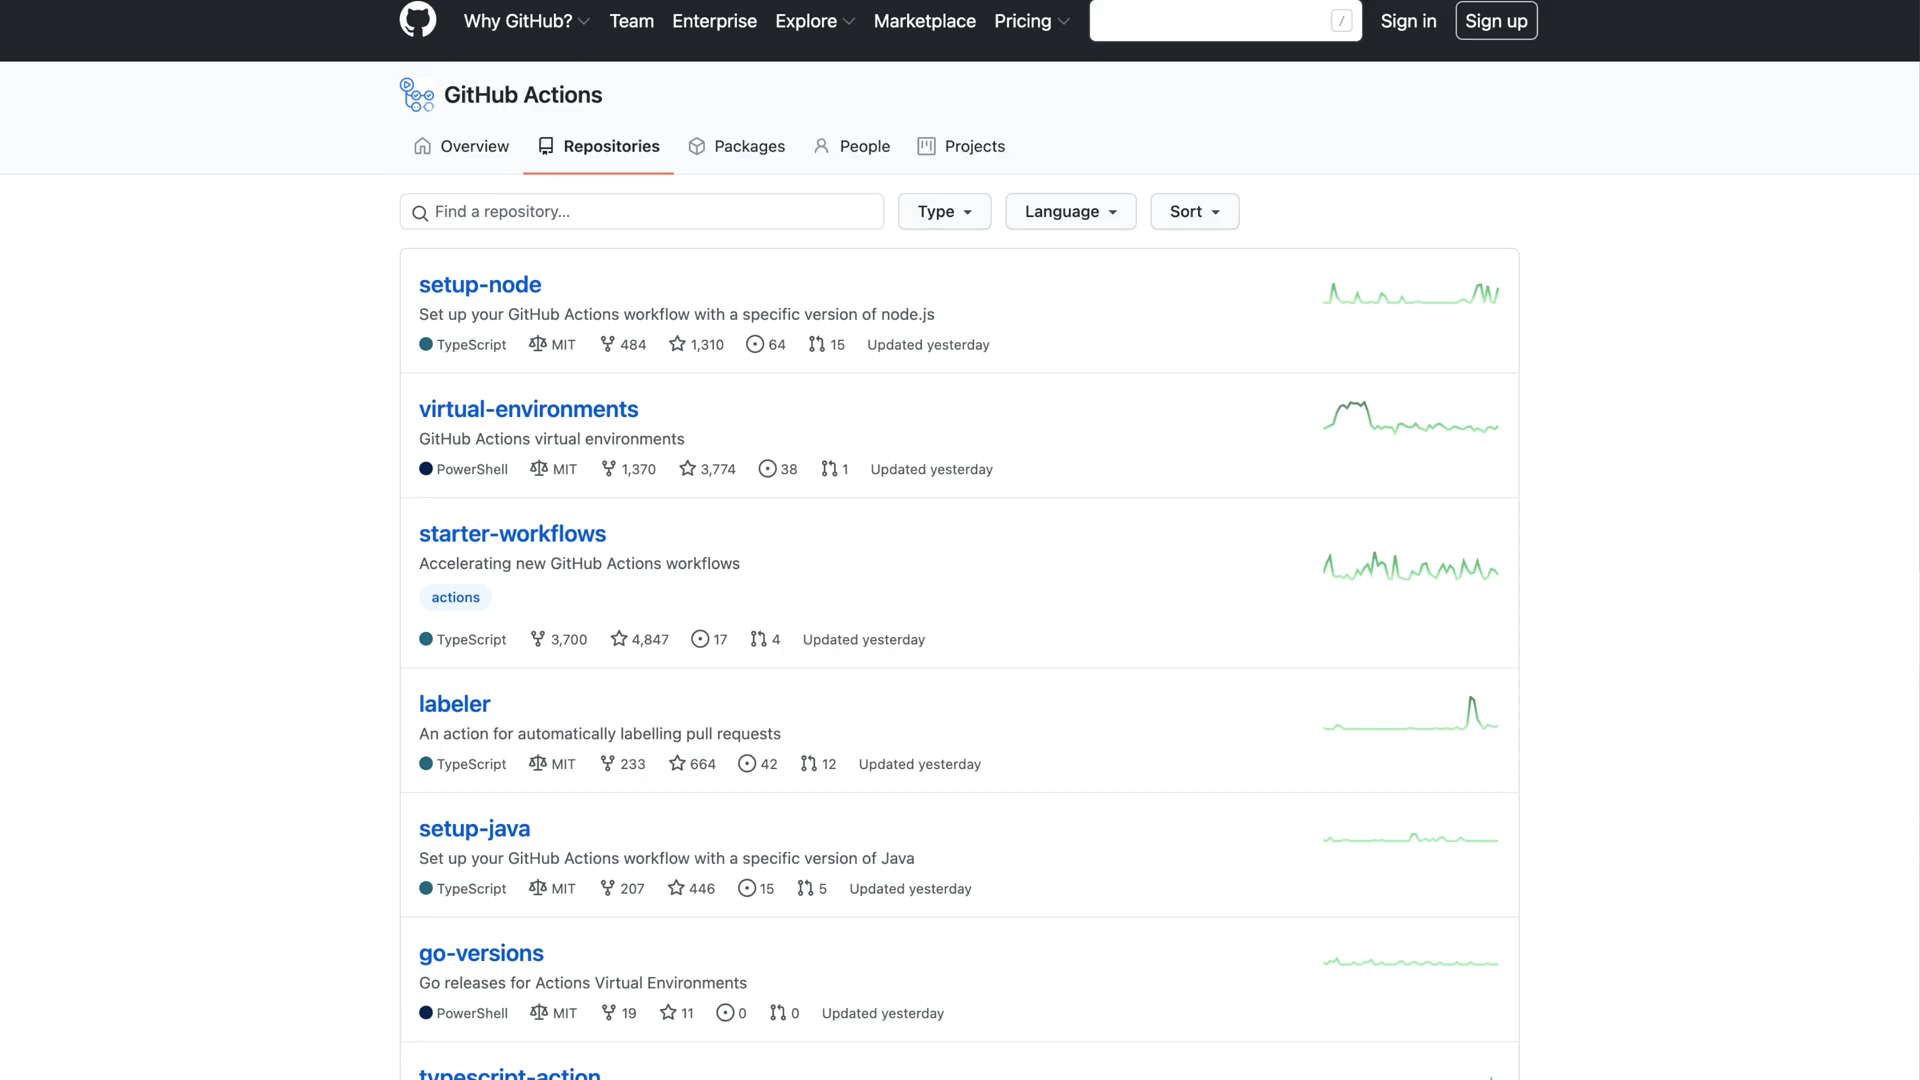 Why GitHub? Team Enterprise Explore Marketplace Pricing / Sign in Sign up
GitHub Actions
Overview Repositories Packages People Projects
Find a repository... Type Language Sort
setup-node
Set up your GitHub Actions workflow with a specific version of node.js
TypeScript MIT 484 1,310 64 15 Updated yesterday
virtual-environments
GitHub Actions virtual environments
PowerShell MIT 1,370 3,774 38 1 Updated yesterday
starter-workflows
Accelerating new GitHub Actions workflows
actions
TypeScript 3,700 4,847 17 4 Updated yesterday
labeler
An action for automatically labelling pull requests
TypeScript MIT 233 664 42 12 Updated yesterday
setup-java
Set up your GitHub Actions workflow with a specific version of Java
TypeScript MIT 207 446 15 5 Updated yesterday
go-versions
Go releases for Actions Virtual Environments
PowerShell MIT 19 11 0 0 Updated yesterday
typescript-action